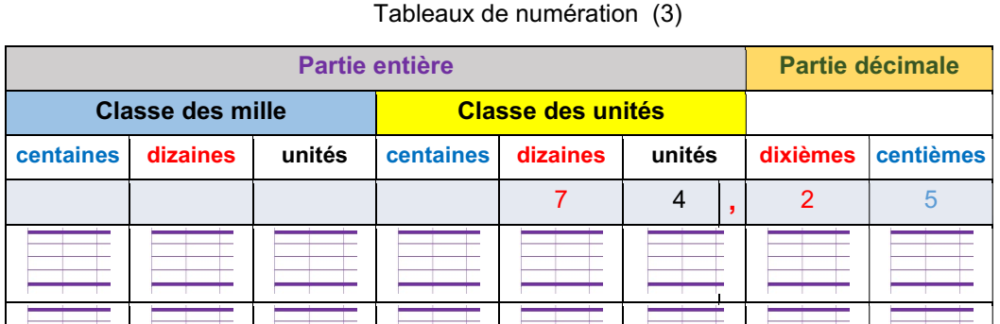 Tableaux de numération (3)
Partie entière Partie décimale
Classe des mille Classe des unités
centaines dizaines unités centaines dizaines unités dixièmes centièmes
7 4 , 2 5